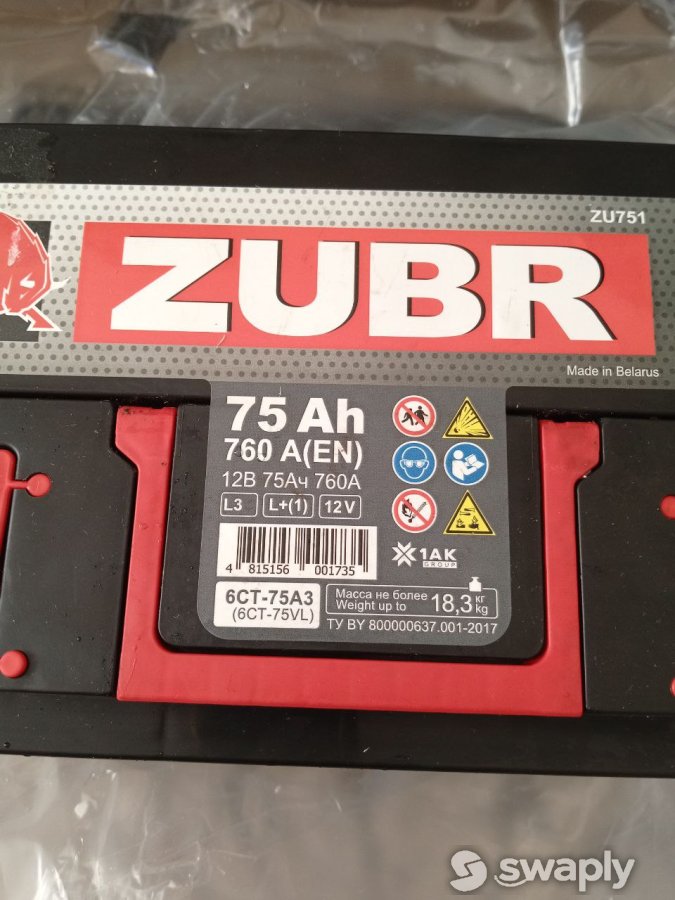 ZU751
ZUBR
Made in Belarus
75 Ah
760 A(EN)
12В 75Ач 760А
L3 L+(1) 12V
4 815156 001735
1AK
GROUP
6СТ-75А3
(6СТ-75VL)
Масса не более
Weight up to 18,3 кг
kg
ТУ BY 800000637.001-2017
swaply